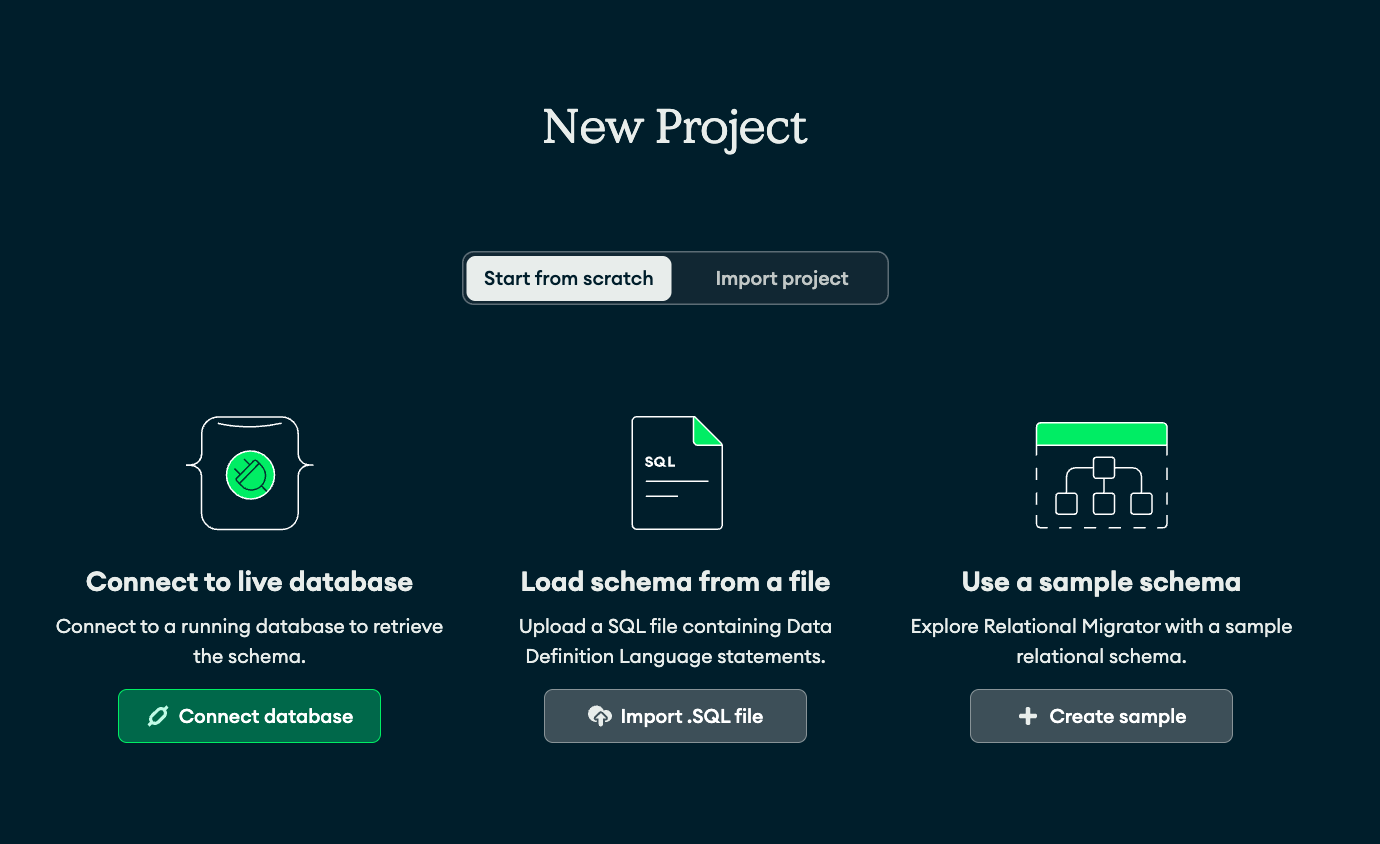 New Project
Start from scratch
Import project
SQL
Connect to live database
Connect to a running database to retrieve
the schema.
Connect database
Load schema from a file
Upload a SQL file containing Data
Definition Language statements.
Import .SQL file
Use a sample schema
Explore Relational Migrator with a sample
relational schema.
Create sample